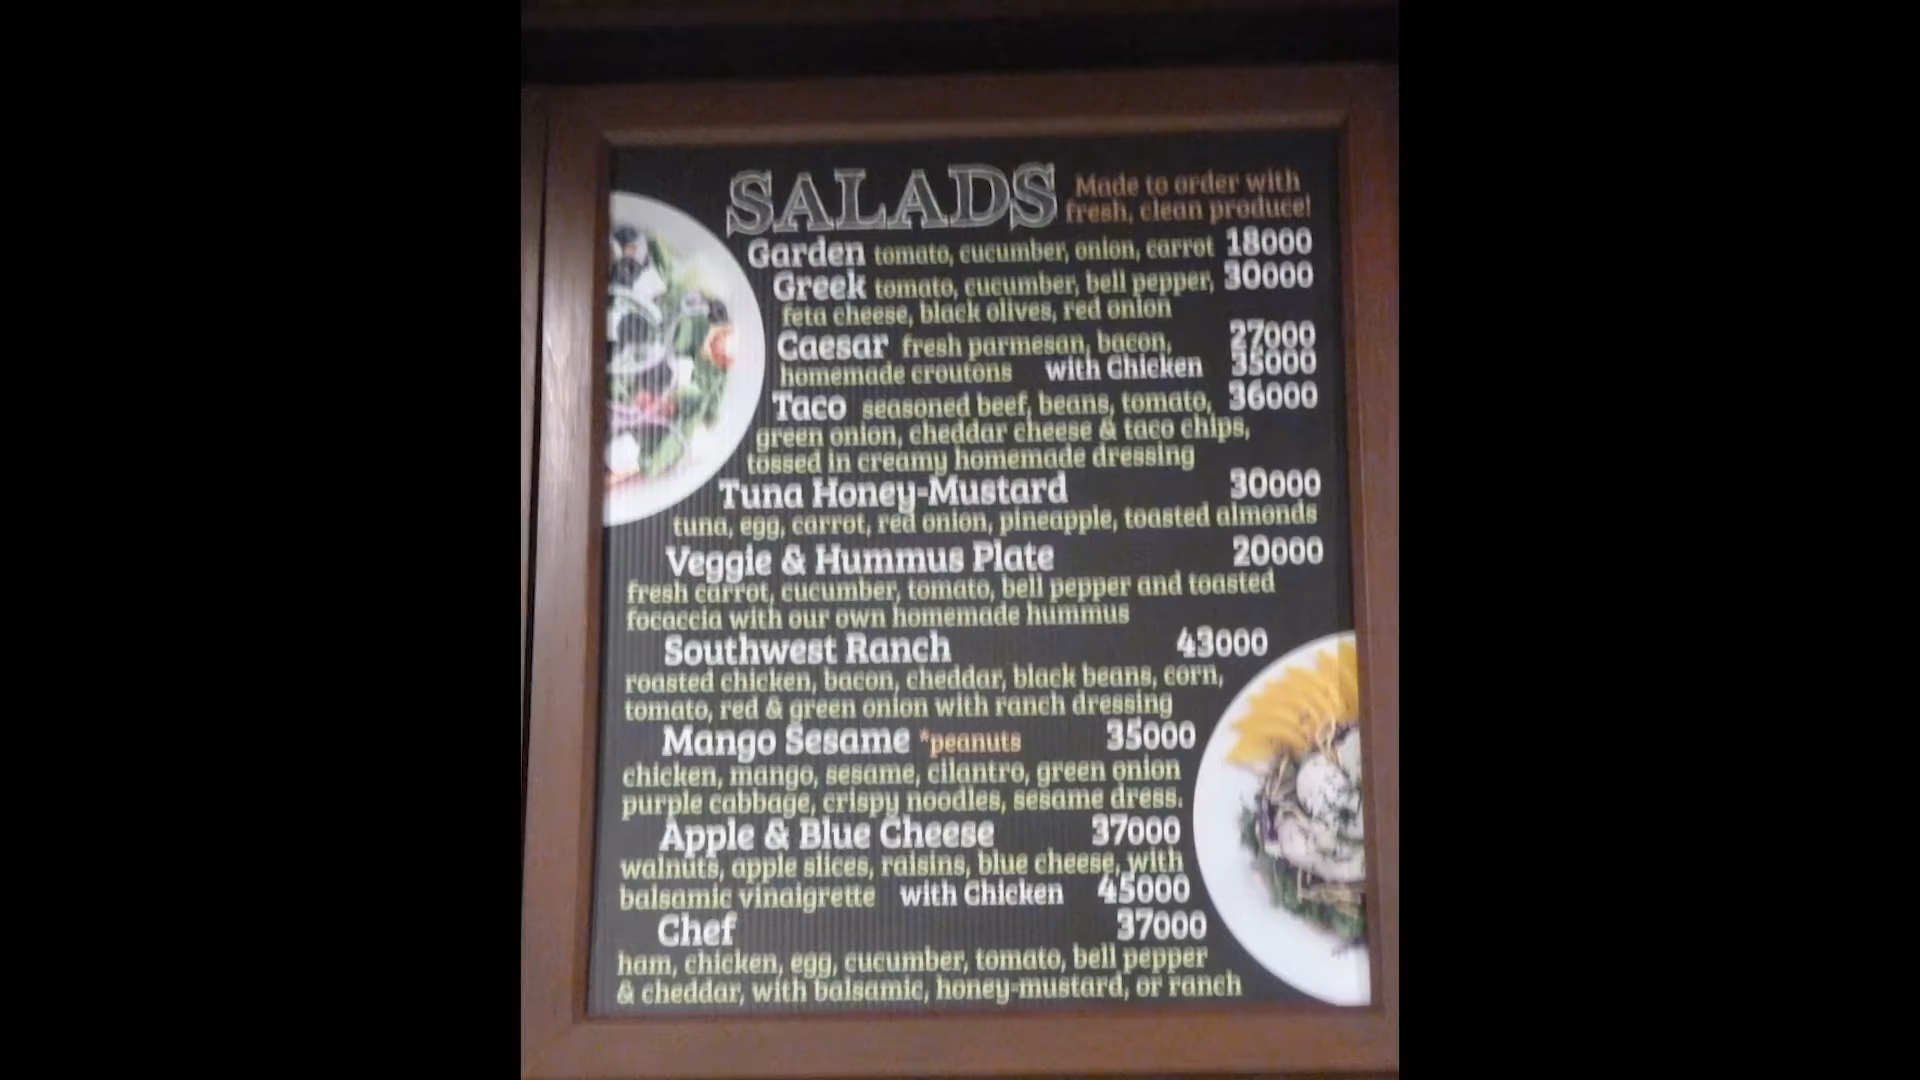 SALADS Made to order with
fresh, clean produce!
Garden tomato, cucumber, onion, carrot 18000
Greek tomato, cucumber, bell pepper, 30000
feta cheese, black olives, red onion
Caesar fresh parmesan, bacon, 27000
homemade croutons with Chicken 35000
Taco seasoned beef, beans, tomato, 36000
green onion, cheddar cheese & taco chips,
tossed in creamy homemade dressing
Tuna Honey-Mustard 30000
tuna, egg, carrot, red onion, pineapple, toasted almonds
Veggie & Hummus Plate 20000
fresh carrot, cucumber, tomato, bell pepper and toasted
focaccia with our own homemade hummus
Southwest Ranch 43000
roasted chicken, bacon, cheddar, black beans, corn,
tomato, red & green onion with ranch dressing
Mango Sesame *peanuts 35000
chicken, mango, sesame, cilantro, green onion
purple cabbage, crispy noodles, sesame dress.
Apple & Blue Cheese 37000
walnuts, apple slices, raisins, blue cheese, with
balsamic vinaigrette with Chicken 45000
Chef 37000
ham, chicken, egg, cucumber, tomato, bell pepper
& cheddar, with balsamic, honey-mustard, or ranch